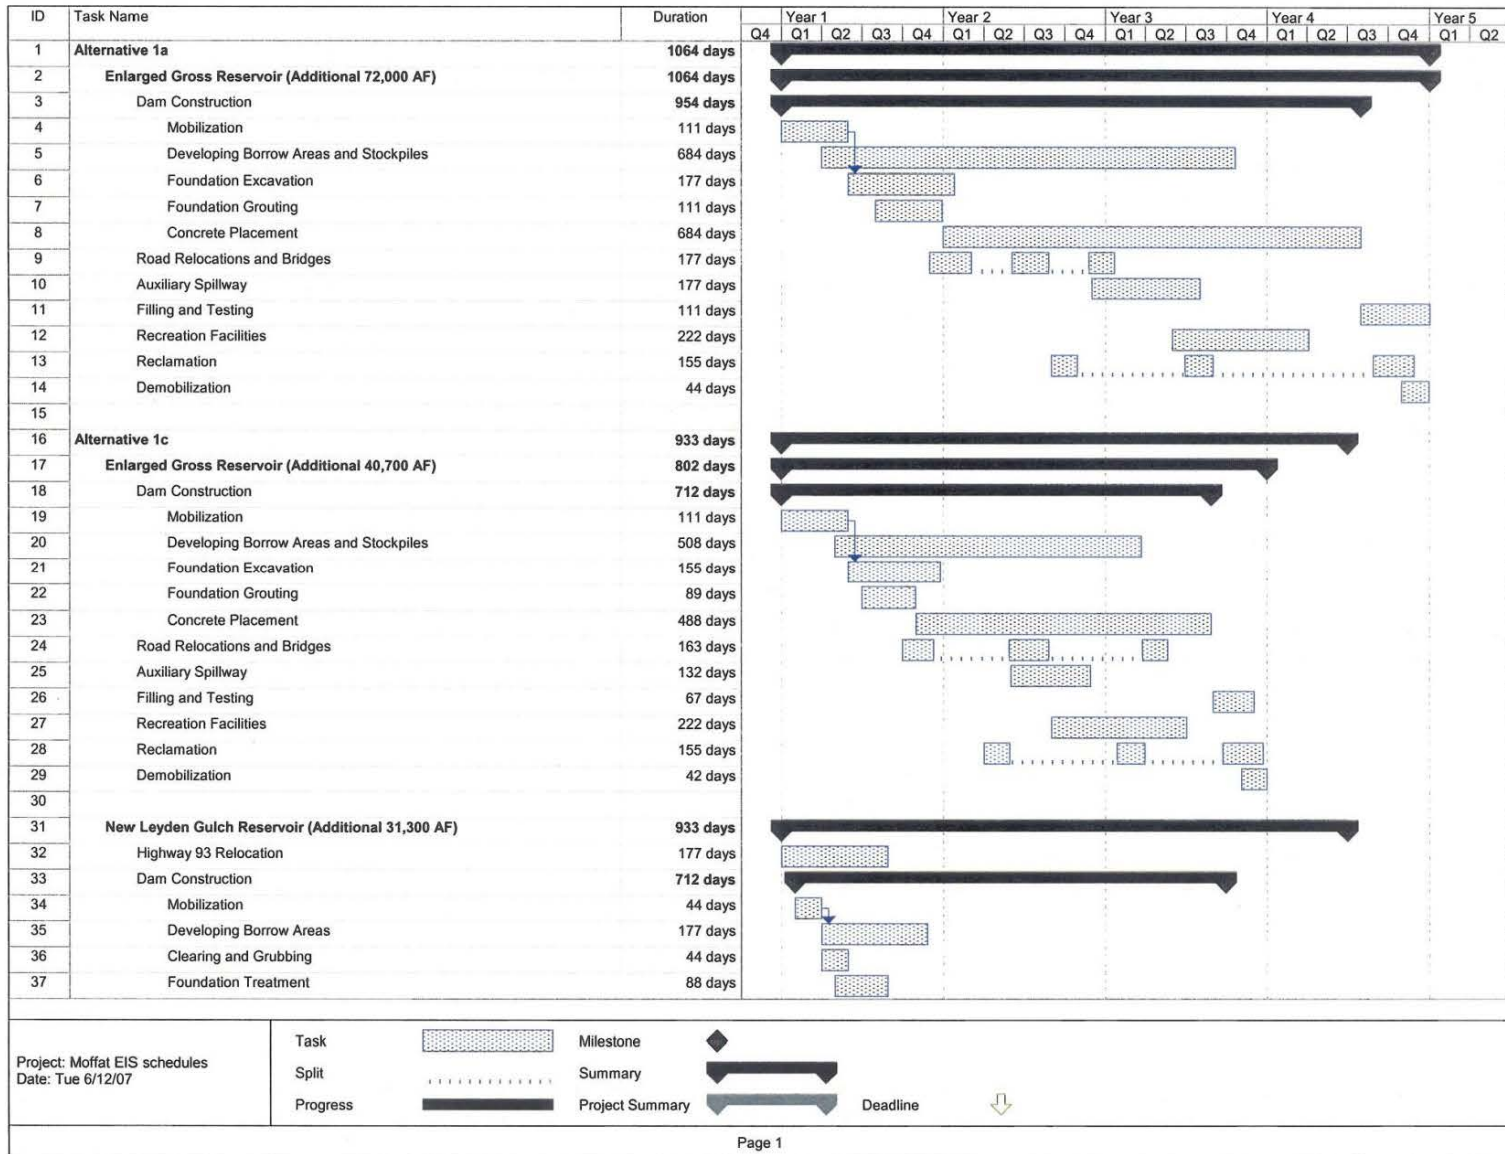 ID Task Name Duration Year 1 Year 2 Year 3 Year 4 Year 5
Q4 Q1 Q2 Q3 Q4 Q1 Q2 Q3 Q4 Q1 Q2 Q3 Q4 Q1 Q2 Q3 Q4 Q1 Q2
1 Alternative 1a 1064 days
2 Enlarged Gross Reservoir (Additional 72,000 AF) 1064 days
3 Dam Construction 954 days
4 Mobilization 111 days
5 Developing Borrow Areas and Stockpiles 684 days
6 Foundation Excavation 177 days
7 Foundation Grouting 111 days
8 Concrete Placement 684 days
9 Road Relocations and Bridges 177 days
10 Auxiliary Spillway 177 days
11 Filling and Testing 111 days
12 Recreation Facilities 222 days
13 Reclamation 155 days
14 Demobilization 44 days
15
16 Alternative 1c 933 days
17 Enlarged Gross Reservoir (Additional 40,700 AF) 802 days
18 Dam Construction 712 days
19 Mobilization 111 days
20 Developing Borrow Areas and Stockpiles 508 days
21 Foundation Excavation 155 days
22 Foundation Grouting 89 days
23 Concrete Placement 488 days
24 Road Relocations and Bridges 163 days
25 Auxiliary Spillway 132 days
26 Filling and Testing 67 days
27 Recreation Facilities 222 days
28 Reclamation 155 days
29 Demobilization 42 days
30
31 New Leyden Gulch Reservoir (Additional 31,300 AF) 933 days
32 Highway 93 Relocation 177 days
33 Dam Construction 712 days
34 Mobilization 44 days
35 Developing Borrow Areas 177 days
36 Clearing and Grubbing 44 days
37 Foundation Treatment 88 days
Project: Moffat EIS schedules
Date: Tue 6/12/07
Task Milestone
Split Summary
Progress Project Summary Deadline
Page 1